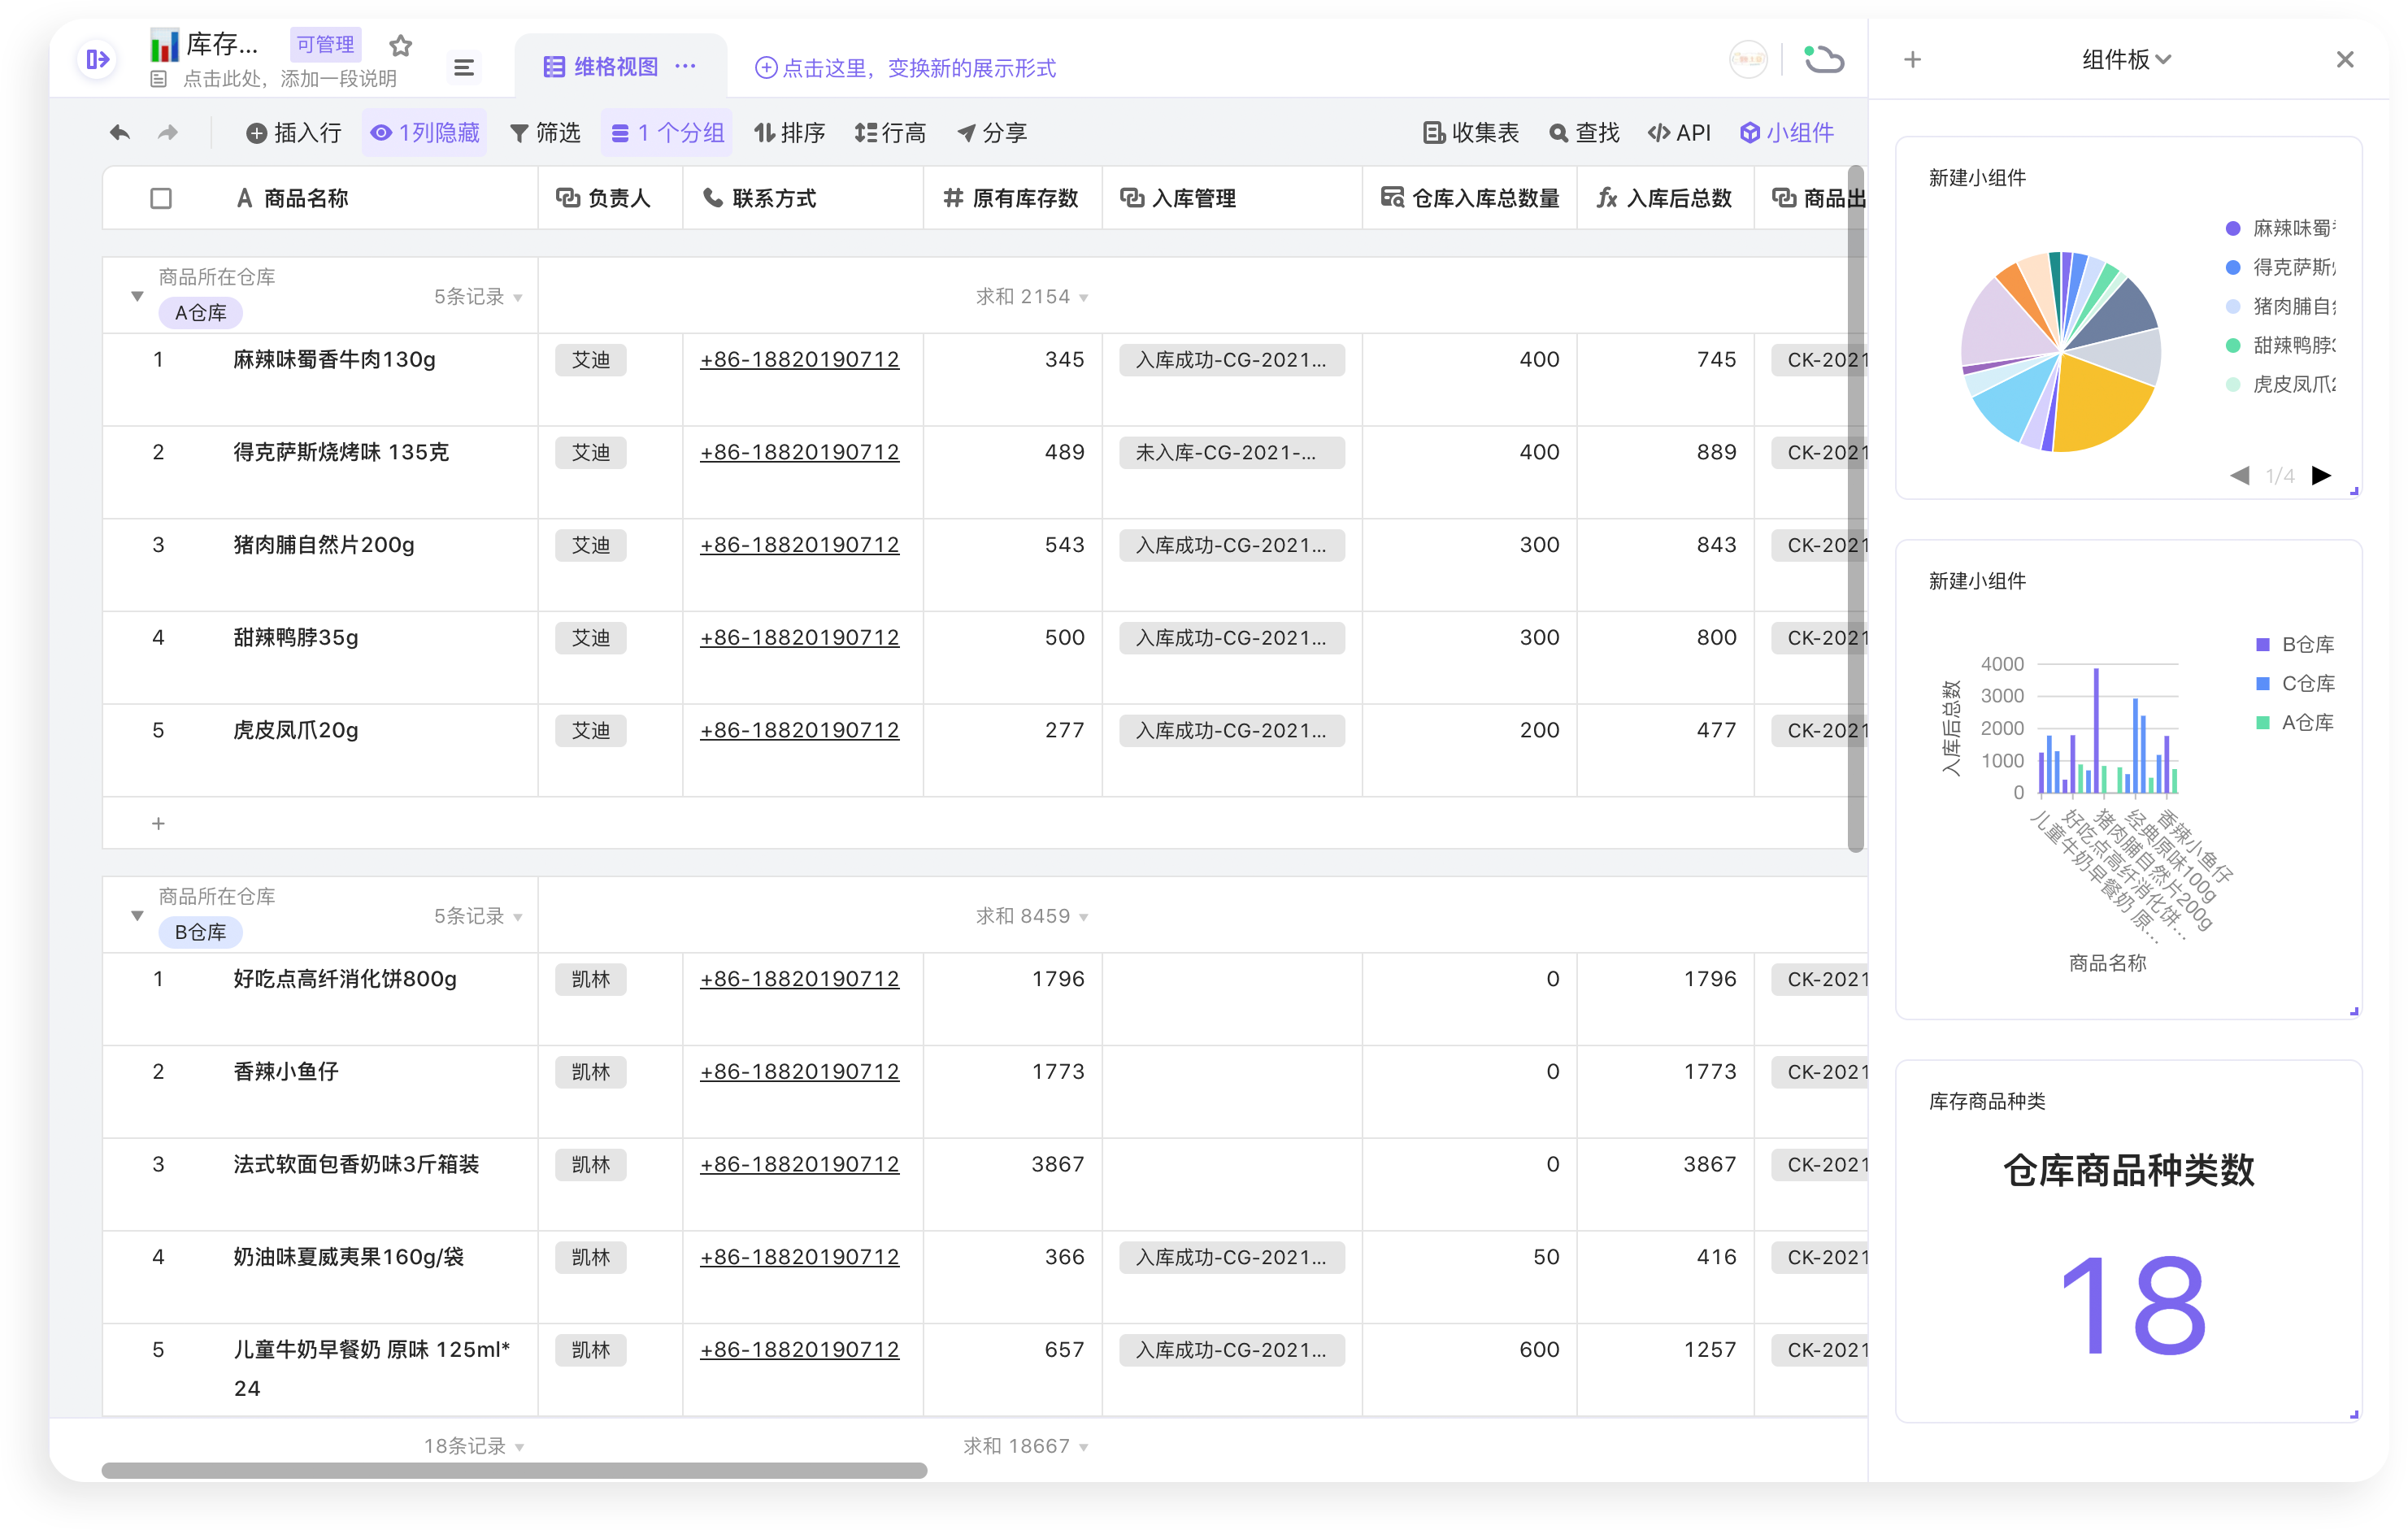 库存...
可管理
点击此处，添加一段说明
维格视图 ···
点击这里，变换新的展示形式
组件板
插入行
1列隐藏
筛选
1 个分组
排序
行高
分享
收集表
查找
API
小组件
商品名称
负责人
联系方式
原有库存数
入库管理
仓库入库总数量
入库后总数
商品出
商品所在仓库
A仓库
5条记录
求和 2154
1 麻辣味蜀香牛肉130g 艾迪 +86-18820190712 345 入库成功-CG-2021... 400 745 CK-2021
2 得克萨斯烧烤味 135克 艾迪 +86-18820190712 489 未入库-CG-2021-... 400 889 CK-2021
3 猪肉脯自然片200g 艾迪 +86-18820190712 543 入库成功-CG-2021... 300 843 CK-2021
4 甜辣鸭脖35g 艾迪 +86-18820190712 500 入库成功-CG-2021... 300 800 CK-2021
5 虎皮凤爪20g 艾迪 +86-18820190712 277 入库成功-CG-2021... 200 477 CK-2021
商品所在仓库
B仓库
5条记录
求和 8459
1 好吃点高纤消化饼800g 凯林 +86-18820190712 1796 0 1796 CK-2021
2 香辣小鱼仔 凯林 +86-18820190712 1773 0 1773 CK-2021
3 法式软面包香奶味3斤箱装 凯林 +86-18820190712 3867 0 3867 CK-2021
4 奶油味夏威夷果160g/袋 凯林 +86-18820190712 366 入库成功-CG-2021... 50 416 CK-2021
5 儿童牛奶早餐奶 原味 125ml* 凯林 +86-18820190712 657 入库成功-CG-2021... 600 1257 CK-2021
24
18条记录
求和 18667
新建小组件
麻辣味蜀
得克萨斯
猪肉脯自
甜辣鸭脖
虎皮凤爪
1/4
新建小组件
B仓库
C仓库
A仓库
入库后总数
4000
3000
2000
1000
0
儿童牛奶早餐奶 原...
好吃点高纤消化饼...
猪肉脯自然片200g
经典原味100g
香辣小鱼仔
商品名称
库存商品种类
仓库商品种类数
18